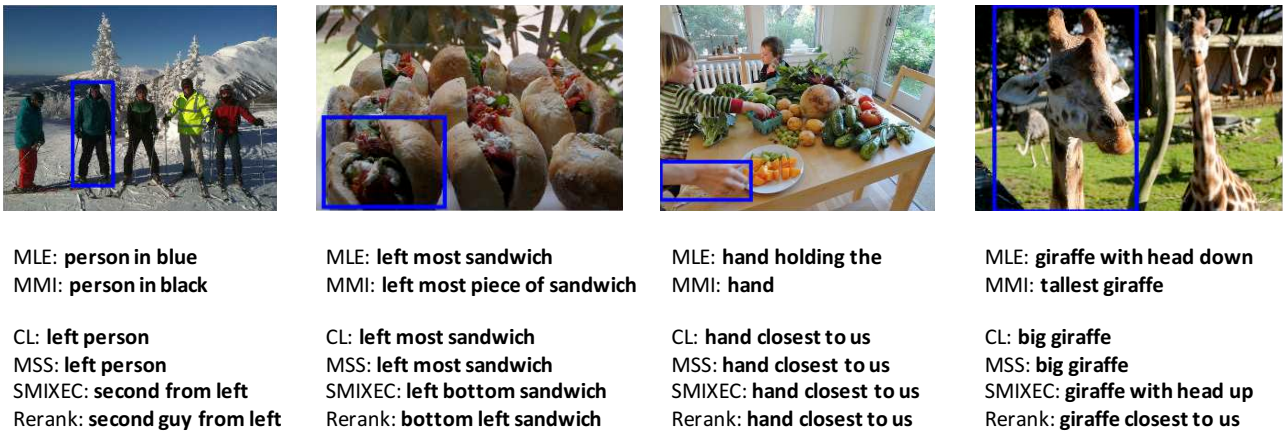 MLE: person in blue
MMI: person in black
CL: left person
MSS: left person
SMIXEC: second from left
Rerank: second guy from left
MLE: left most sandwich
MMI: left most piece of sandwich
CL: left most sandwich
MSS: left most sandwich
SMIXEC: left bottom sandwich
Rerank: bottom left sandwich
MLE: hand holding the
MMI: hand
CL: hand closest to us
MSS: hand closest to us
SMIXEC: hand closest to us
Rerank: hand closest to us
MLE: giraffe with head down
MMI: tallest giraffe
CL: big giraffe
MSS: big giraffe
SMIXEC: giraffe with head up
Rerank: giraffe closest to us